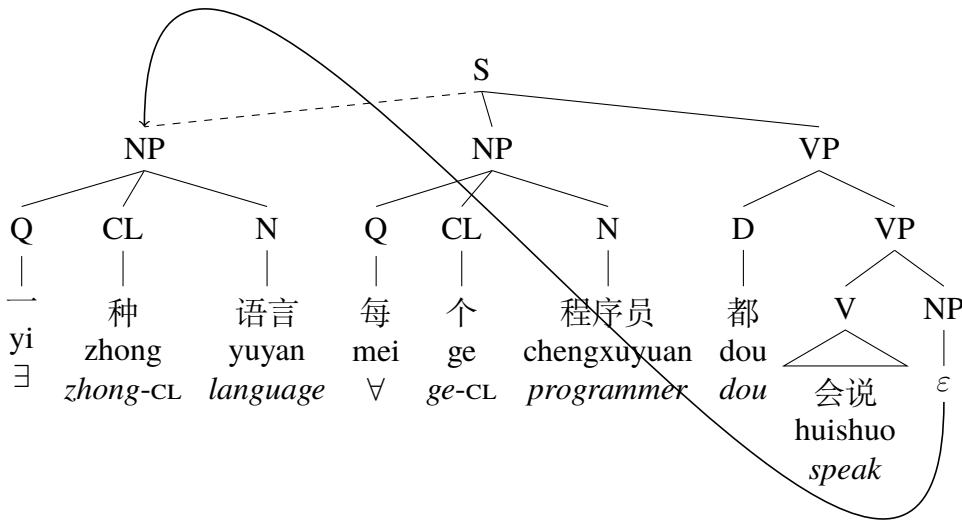 S
NP NP VP
Q CL N Q CL N D VP
一 种 语言 每 个 程序员 都 V NP
yi zhong yuyan mei ge chengxuyuan dou 会说 ε
∃ zhong-CL language ∀ ge-CL programmer dou huishuo
speak